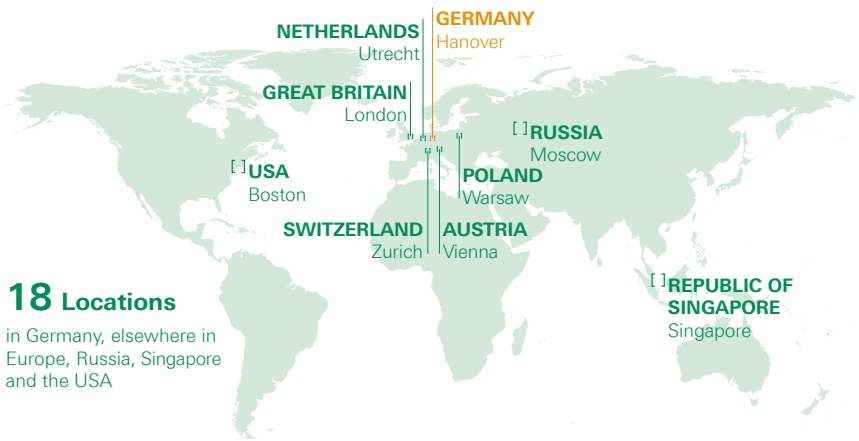 GERMANY
Hanover
NETHERLANDS
Utrecht
GREAT BRITAIN
London
[ ] RUSSIA
Moscow
[ ] USA
Boston
POLAND
Warsaw
SWITZERLAND
Zurich
AUSTRIA
Vienna
[ ] REPUBLIC OF
SINGAPORE
Singapore
18 Locations
in Germany, elsewhere in
Europe, Russia, Singapore
and the USA